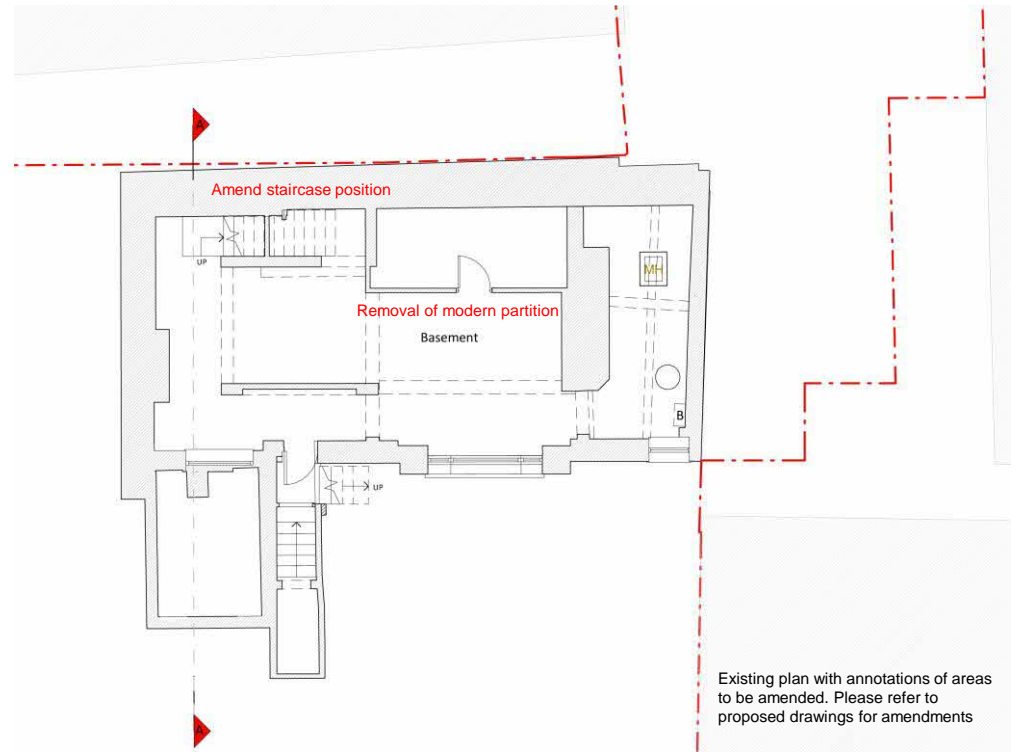 A
Amend staircase position
UP
MH
Removal of modern partition
Basement
B
UP
Existing plan with annotations of areas
to be amended. Please refer to
proposed drawings for amendments
A